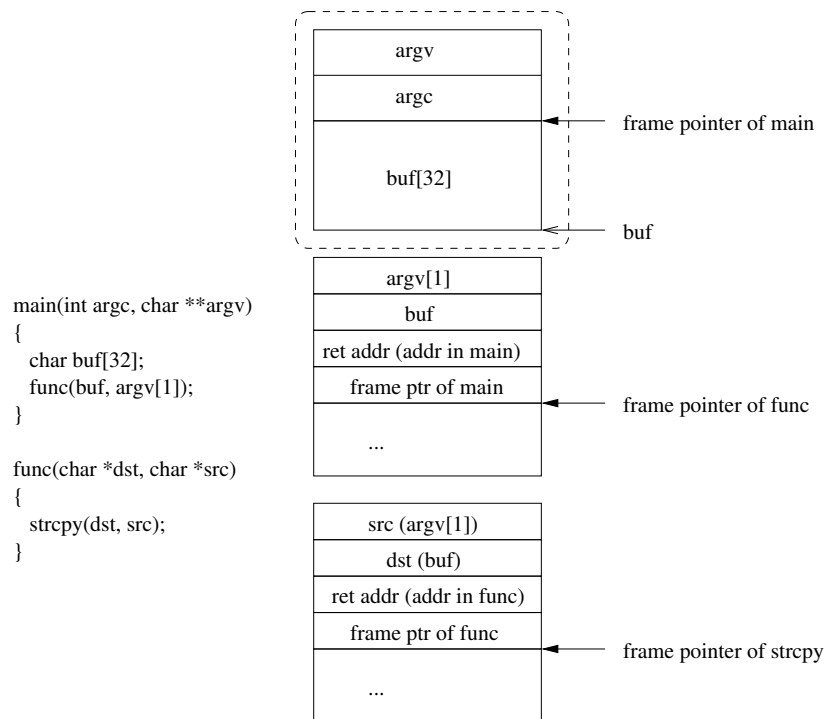 argv
argc
frame pointer of main
buf[32]
buf
argv[1]
buf
ret addr (addr in main)
frame ptr of main
frame pointer of func
...
main(int argc, char **argv)
{
char buf[32];
func(buf, argv[1]);
}
func(char *dst, char *src)
{
strcpy(dst, src);
}
src (argv[1])
dst (buf)
ret addr (addr in func)
frame ptr of func
frame pointer of strcpy
...